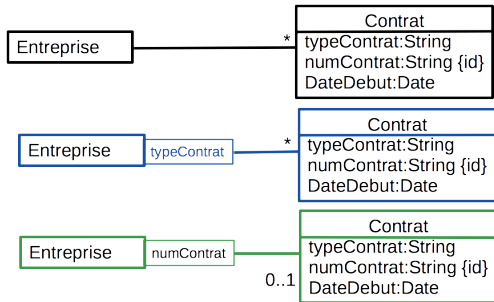 Contrat
Entreprise
*
typeContrat:String
numContrat:String {id}
DateDebut:Date
Contrat
Entreprise
typeContrat
*
typeContrat:String
numContrat:String {id}
DateDebut:Date
Contrat
Entreprise
numContrat
0..1
typeContrat:String
numContrat:String {id}
DateDebut:Date